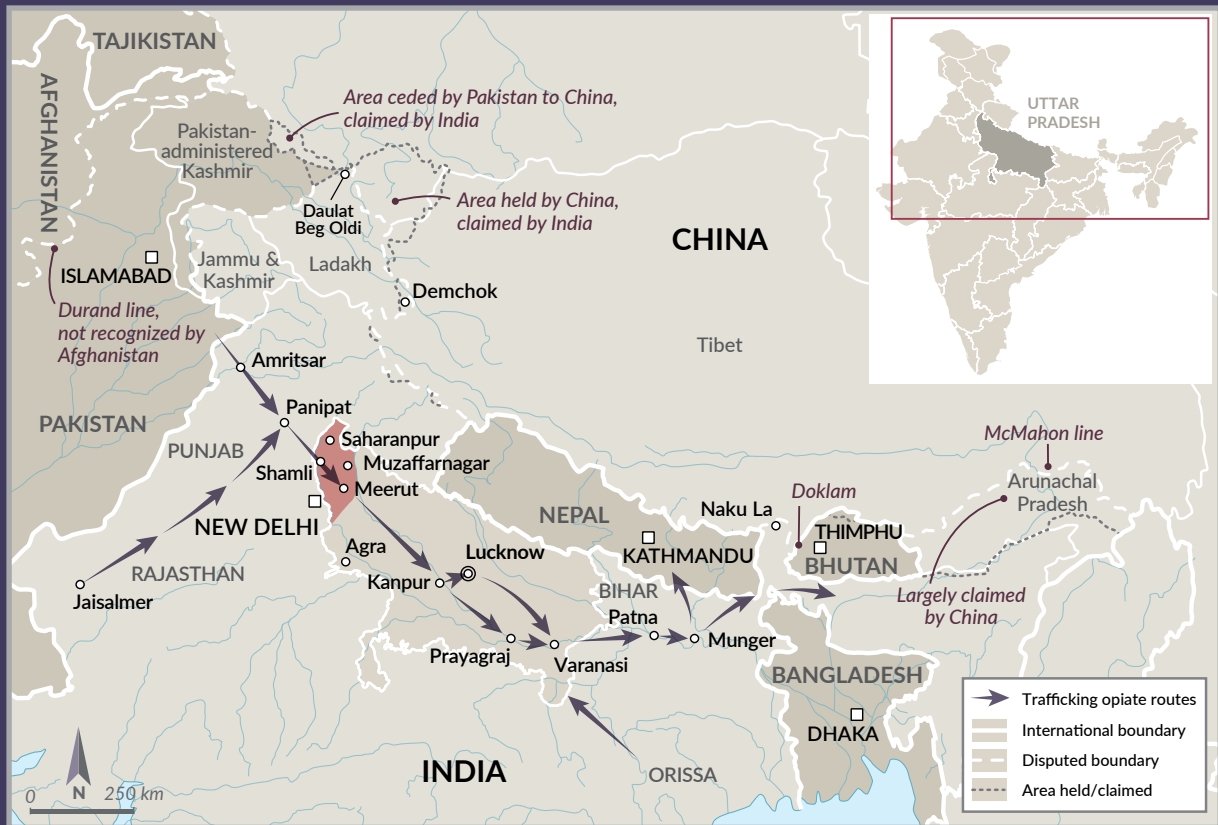 TAJIKISTAN
AFGHANISTAN
Area ceded by Pakistan to China,
claimed by India
Pakistan-
administered
Kashmir
UTTAR
PRADESH
Daulat
Beg Oldi
Area held by China,
claimed by India
CHINA
ISLAMABAD
Jammu &
Kashmir
Ladakh
Demchok
Durand line,
not recognized by
Afghanistan
Tibet
Amritsar
Panipat
PAKISTAN
PUNJAB
Saharanpur
Shamli
Muzaffarnagar
Meerut
McMahon line
Arunachal
Pradesh
Doklam
Naku La
NEW DELHI
NEPAL
THIMPHU
KATHMANDU
BHUTAN
Agra
Lucknow
RAJASTHAN
Kanpur
BIHAR
Largely claimed
by China
Jaisalmer
Patna
Munger
Prayagraj
Varanasi
BANGLADESH
DHAKA
INDIA
ORISSA
N
0 250 km
Trafficking opiate routes
International boundary
Disputed boundary
Area held/claimed